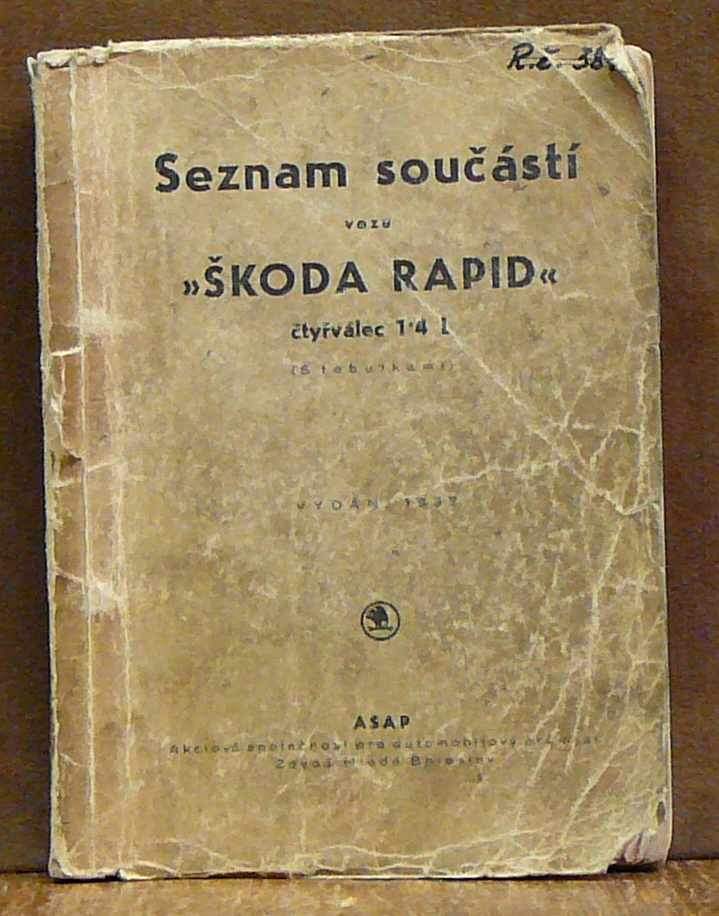 R.č. 38.
Seznam součástí
vozu
»ŠKODA RAPID«
čtyřválec 1·4 l
(S tabulkami)
VYDÁNÍ 1937
ASAP
Akciová společnost pro automobilový průmysl
Závod Mladá Boleslav